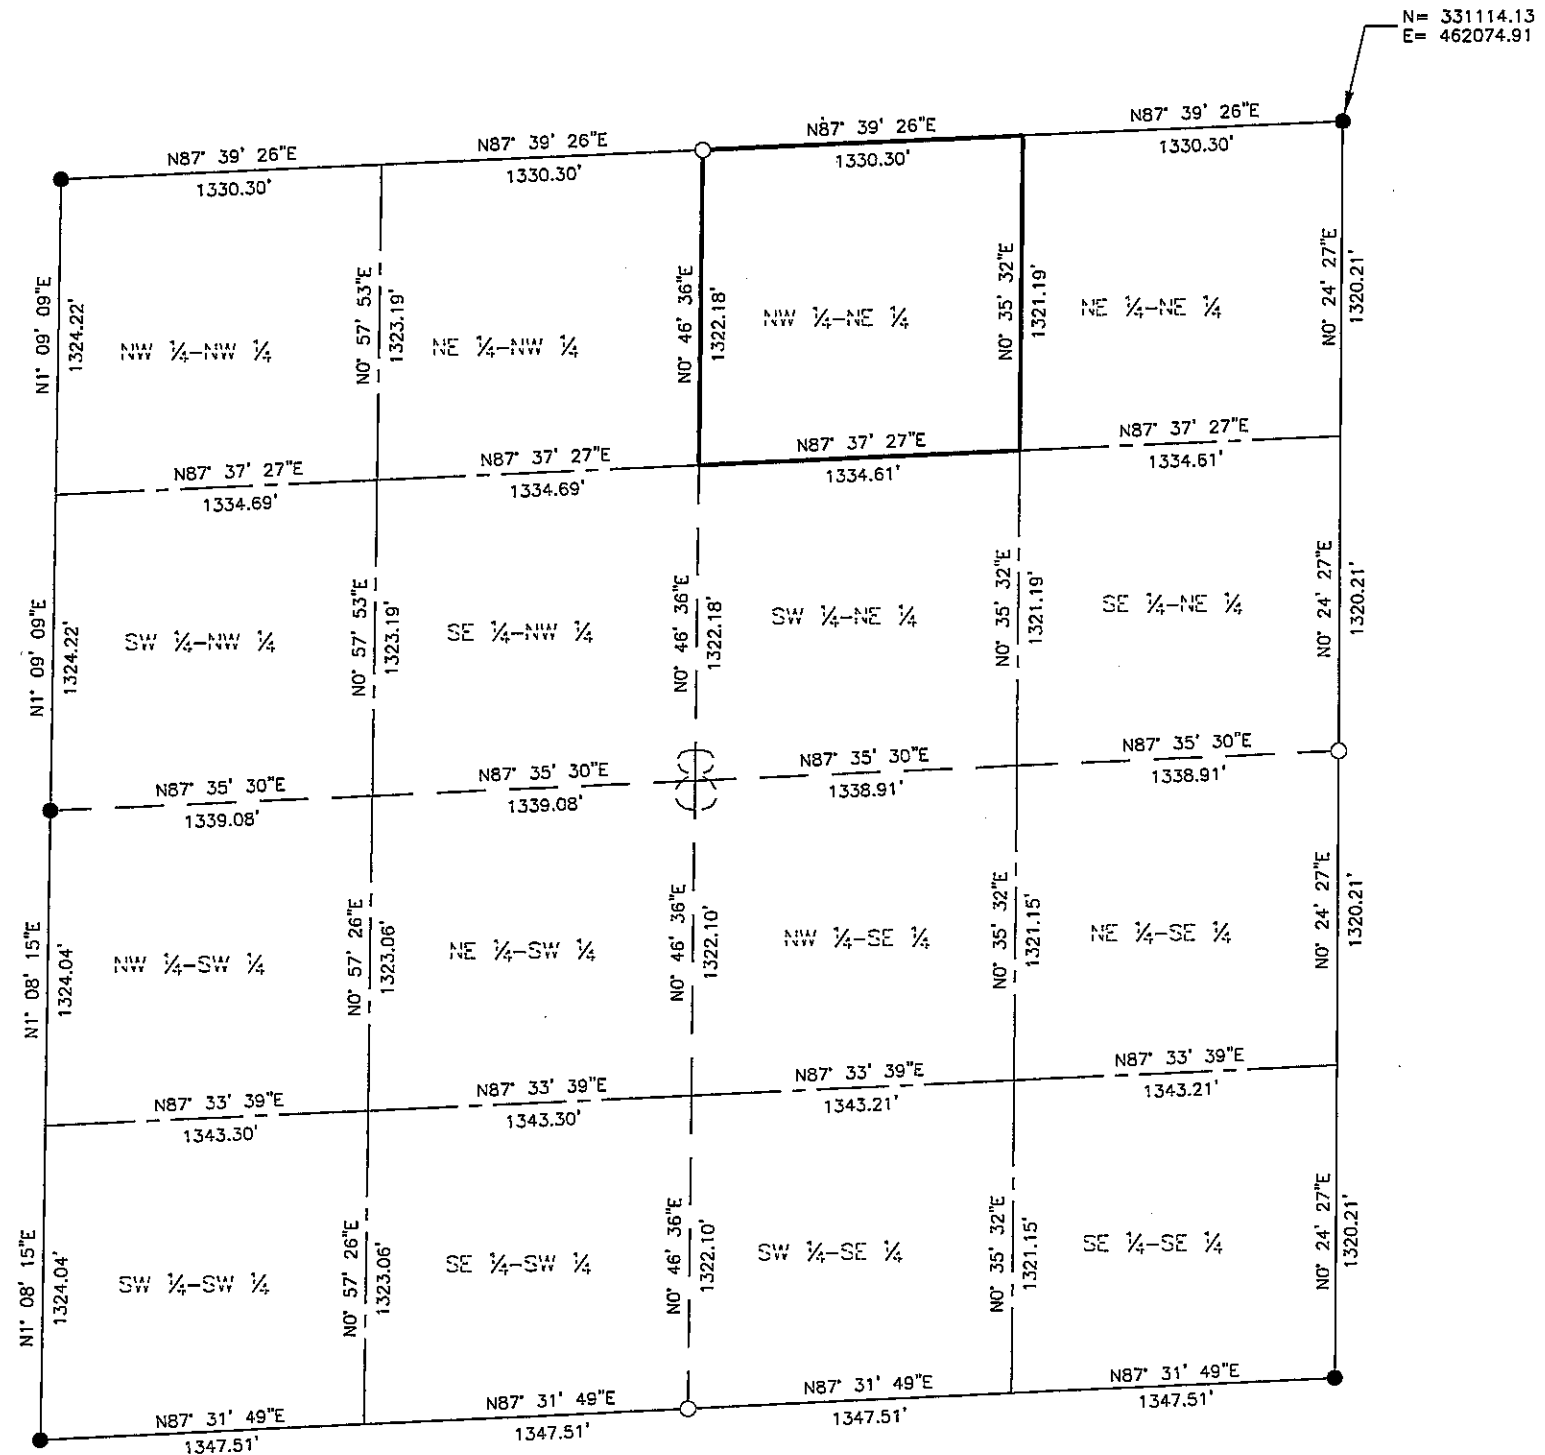 N= 331114.13
E= 462074.91
N87° 39' 26"E
1330.30'
N87° 39' 26"E
1330.30'
N87° 39' 26"E
1330.30'
N87° 39' 26"E
1330.30'
N1° 09' 09"E
1324.22'
NW ¼-NW ¼
N0° 57' 53"E
1323.19'
NE ¼-NW ¼
N0° 46' 36"E
1322.18'
NW ¼-NE ¼
N0° 35' 32"E
1321.19'
NE ¼-NE ¼
N0° 24' 27"E
1320.21'
N87° 37' 27"E
1334.69'
N87° 37' 27"E
1334.69'
N87° 37' 27"E
1334.61'
N87° 37' 27"E
1334.61'
N1° 09' 09"E
1324.22'
SW ¼-NW ¼
N0° 57' 53"E
1323.19'
SE ¼-NW ¼
N0° 46' 36"E
1322.18'
SW ¼-NE ¼
N0° 35' 32"E
1321.19'
SE ¼-NE ¼
N0° 24' 27"E
1320.21'
N87° 35' 30"E
1339.08'
N87° 35' 30"E
1339.08'
8
N87° 35' 30"E
1338.91'
N87° 35' 30"E
1338.91'
N1° 08' 15"E
1324.04'
NW ¼-SW ¼
N0° 57' 26"E
1323.06'
NE ¼-SW ¼
N0° 46' 36"E
1322.10'
NW ¼-SE ¼
N0° 35' 32"E
1321.15'
NE ¼-SE ¼
N0° 24' 27"E
1320.21'
N87° 33' 39"E
1343.30'
N87° 33' 39"E
1343.30'
N87° 33' 39"E
1343.21'
N87° 33' 39"E
1343.21'
N1° 08' 15"E
1324.04'
SW ¼-SW ¼
N0° 57' 26"E
1323.06'
SE ¼-SW ¼
N0° 46' 36"E
1322.10'
SW ¼-SE ¼
N0° 35' 32"E
1321.15'
SE ¼-SE ¼
N0° 24' 27"E
1320.21'
N87° 31' 49"E
1347.51'
N87° 31' 49"E
1347.51'
N87° 31' 49"E
1347.51'
N87° 31' 49"E
1347.51'